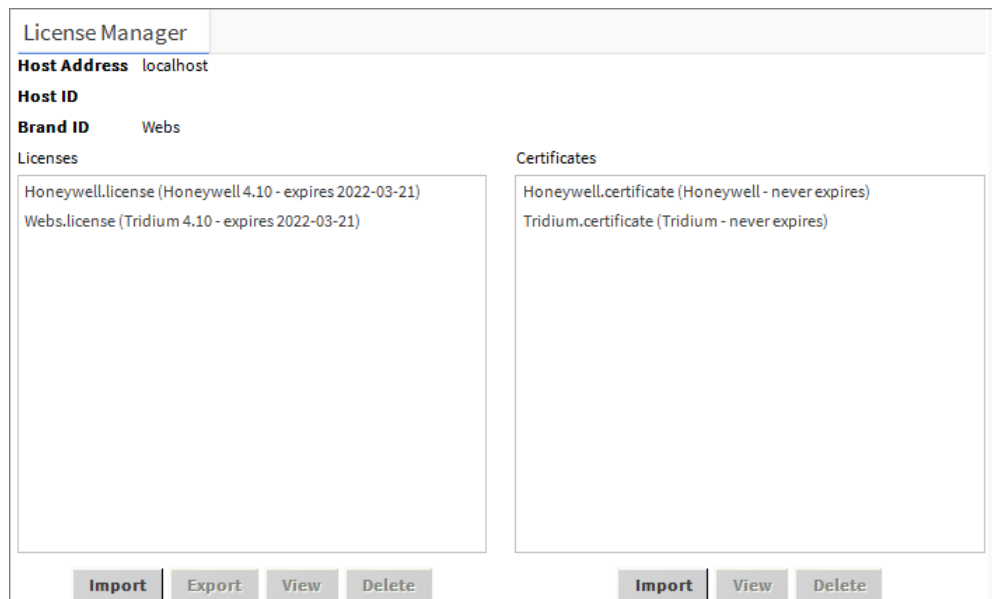 License Manager
Host Address localhost
Host ID
Brand ID Webs
Licenses
Honeywell.license (Honeywell 4.10 - expires 2022-03-21)
Webs.license (Tridium 4.10 - expires 2022-03-21)
Import Export View Delete
Certificates
Honeywell.certificate (Honeywell - never expires)
Tridium.certificate (Tridium - never expires)
Import View Delete